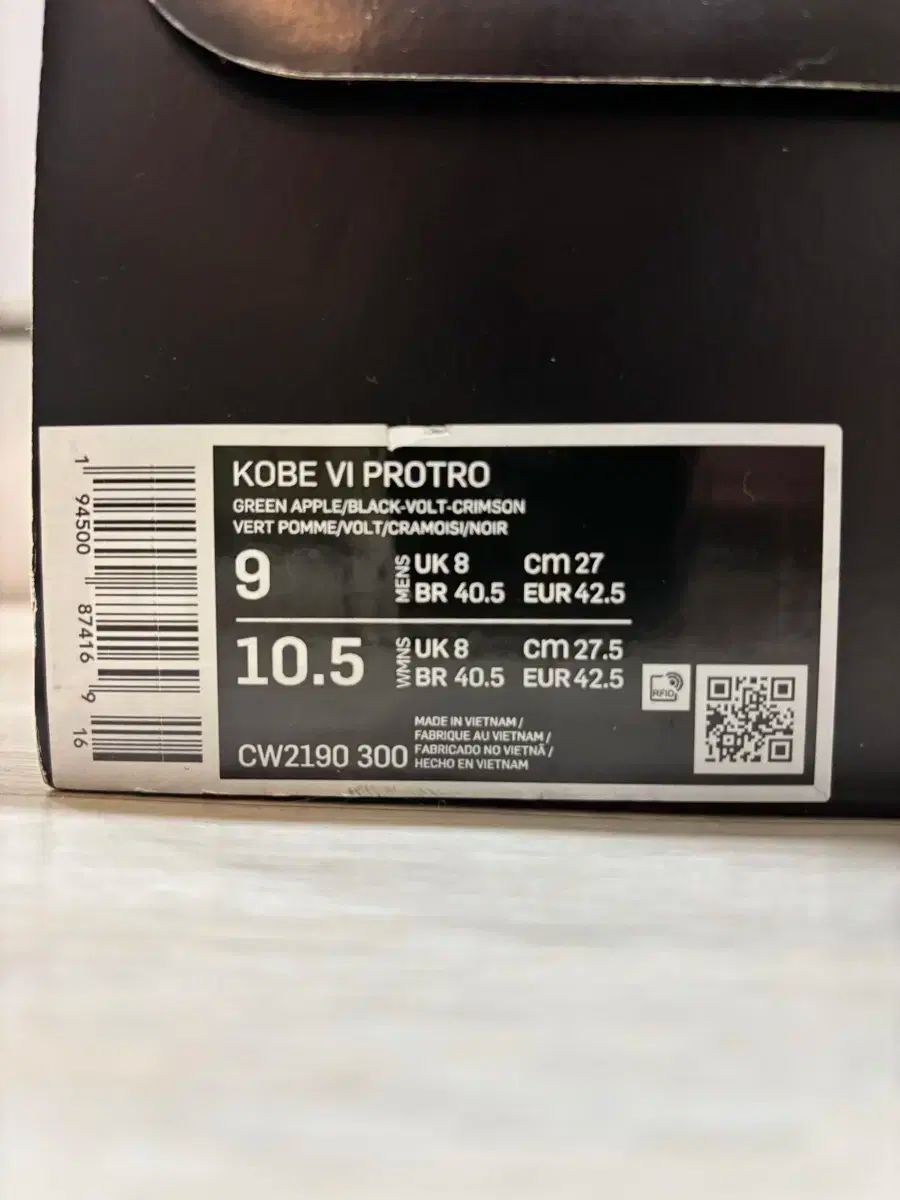 KOBE VI PROTRO
GREEN APPLE/BLACK-VOLT-CRIMSON
VERT POMME/VOLT/CRAMOISI/NOIR
9 MENS UK 8 cm 27
BR 40.5 EUR 42.5
10.5 WMNS UK 8 cm 27.5
BR 40.5 EUR 42.5
RFID
CW2190 300
MADE IN VIETNAM /
FABRIQUE AU VIETNAM /
FABRICADO NO VIETNÃ /
HECHO EN VIETNAM
1 94500 87416 9 16